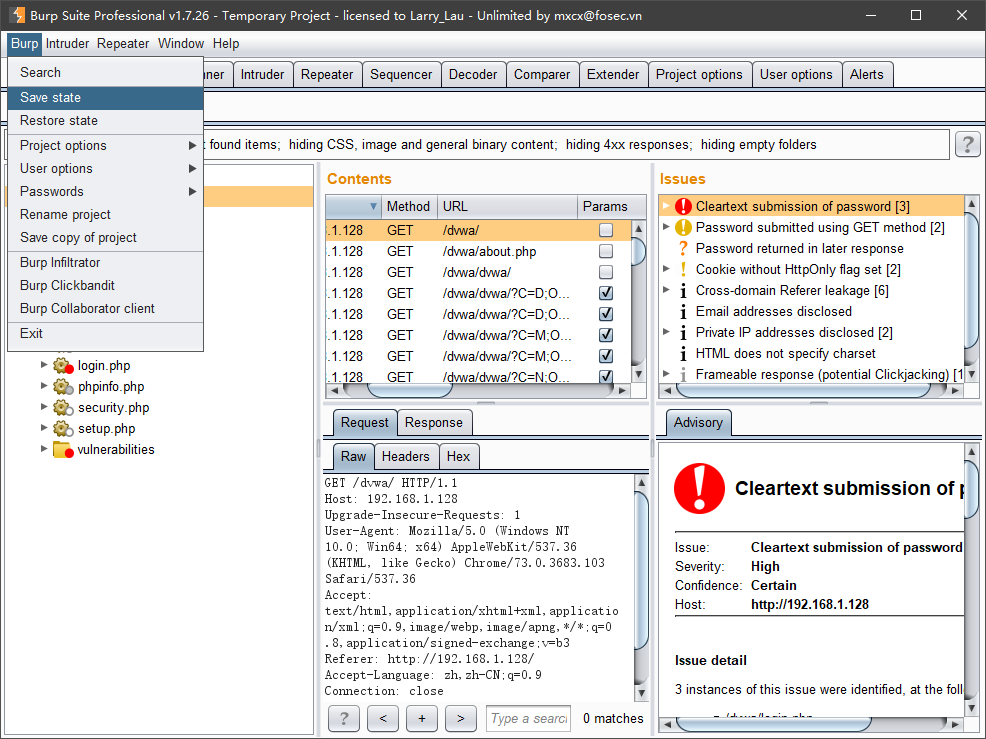 Burp Suite Professional v1.7.26 - Temporary Project - licensed to Larry_Lau - Unlimited by mxcx@fosec.vn
Burp Intruder Repeater Window Help
Search
Save state
Restore state
Project options
User options
Passwords
Rename project
Save copy of project
Burp Infiltrator
Burp Clickbandit
Burp Collaborator client
Exit
Intruder Repeater Sequencer Decoder Comparer Extender Project options User options Alerts
found items; hiding CSS, image and general binary content; hiding 4xx responses; hiding empty folders
?
login.php
phpinfo.php
security.php
setup.php
vulnerabilities
Contents
Method URL Params
.1.128 GET /dvwa/
.1.128 GET /dvwa/about.php
.1.128 GET /dvwa/dvwa/
.1.128 GET /dvwa/dvwa/?C=D;O...
.1.128 GET /dvwa/dvwa/?C=D;O...
.1.128 GET /dvwa/dvwa/?C=M;O...
.1.128 GET /dvwa/dvwa/?C=M;O...
.1.128 GET /dvwa/dvwa/?C=N;O...
Request Response
Raw Headers Hex
GET /dvwa/ HTTP/1.1
Host: 192.168.1.128
Upgrade-Insecure-Requests: 1
User-Agent: Mozilla/5.0 (Windows NT
10.0; Win64; x64) AppleWebKit/537.36
(KHTML, like Gecko) Chrome/73.0.3683.103
Safari/537.36
Accept:
text/html,application/xhtml+xml,applicatio
n/xml;q=0.9,image/webp,image/apng,*/*;q=0
.8,application/signed-exchange;v=b3
Referer: http://192.168.1.128/
Accept-Language: zh,zh-CN;q=0.9
Connection: close
? < + > Type a searc 0 matches
Issues
Cleartext submission of password [3]
Password submitted using GET method [2]
Password returned in later response
Cookie without HttpOnly flag set [2]
Cross-domain Referer leakage [6]
Email addresses disclosed
Private IP addresses disclosed [2]
HTML does not specify charset
Frameable response (potential Clickjacking) [1
Advisory
Cleartext submission of p
Issue: Cleartext submission of password
Severity: High
Confidence: Certain
Host: http://192.168.1.128
Issue detail
3 instances of this issue were identified, at the foll
/dvwa/login.php